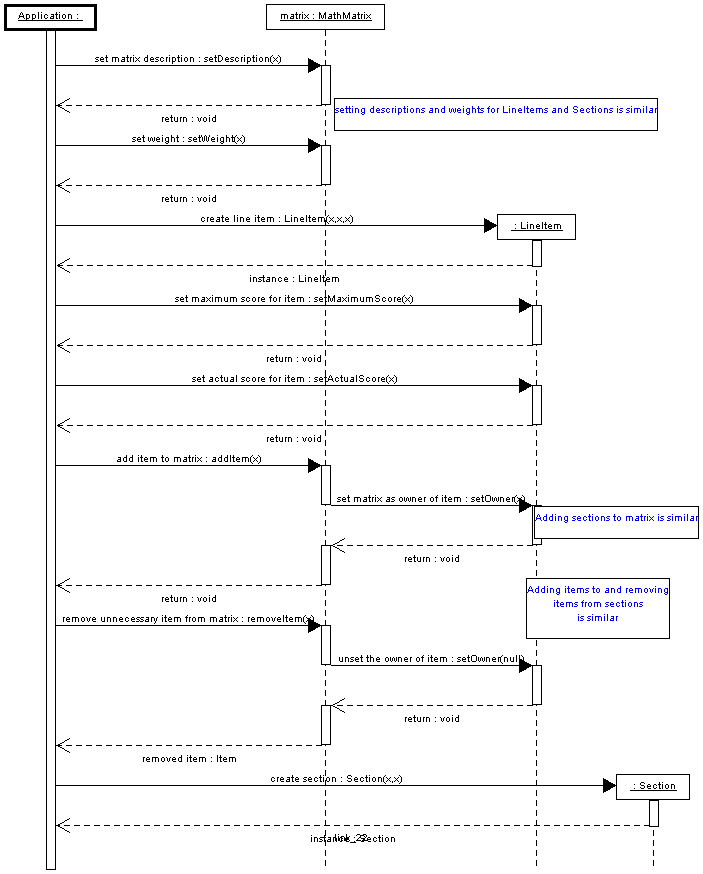 Application :
matrix : MathMatrix
set matrix description : setDescription(x)
setting descriptions and weights for LineItems and Sections is similar
return : void
set weight : setWeight(x)
return : void
create line item : LineItem(x,x,x)
: LineItem
instance : LineItem
set maximum score for item : setMaximumScore(x)
return : void
set actual score for item : setActualScore(x)
return : void
add item to matrix : addItem(x)
set matrix as owner of item : setOwner(x)
Adding sections to matrix is similar
return : void
Adding items to and removing
items from sections
is similar
return : void
remove unnecessary item from matrix : removeItem(x)
unset the owner of item : setOwner(null)
return : void
removed item : Item
create section : Section(x,x)
: Section
instance : Section
link_22